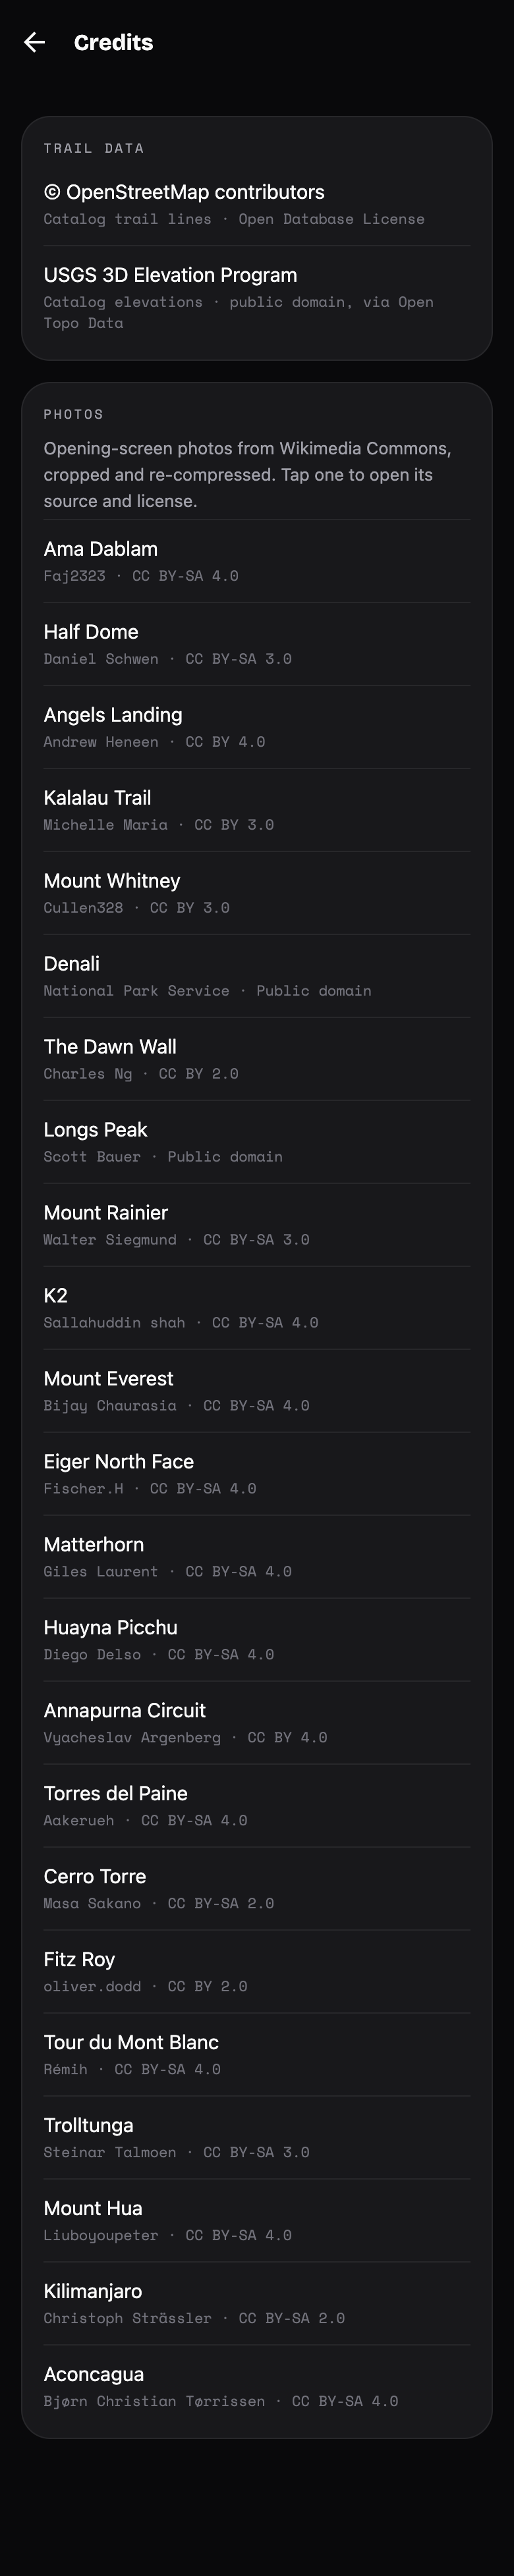 Credits
TRAIL DATA
© OpenStreetMap contributors
Catalog trail lines · Open Database License
USGS 3D Elevation Program
Catalog elevations · public domain, via Open
Topo Data
PHOTOS
Opening-screen photos from Wikimedia Commons,
cropped and re-compressed. Tap one to open its
source and license.
Ama Dablam
Faj2323 · CC BY-SA 4.0
Half Dome
Daniel Schwen · CC BY-SA 3.0
Angels Landing
Andrew Heneen · CC BY 4.0
Kalalau Trail
Michelle Maria · CC BY 3.0
Mount Whitney
Cullen328 · CC BY 3.0
Denali
National Park Service · Public domain
The Dawn Wall
Charles Ng · CC BY 2.0
Longs Peak
Scott Bauer · Public domain
Mount Rainier
Walter Siegmund · CC BY-SA 3.0
K2
Sallahuddin shah · CC BY-SA 4.0
Mount Everest
Bijay Chaurasia · CC BY-SA 4.0
Eiger North Face
Fischer.H · CC BY-SA 4.0
Matterhorn
Giles Laurent · CC BY-SA 4.0
Huayna Picchu
Diego Delso · CC BY-SA 4.0
Annapurna Circuit
Vyacheslav Argenberg · CC BY 4.0
Torres del Paine
Aakerueh · CC BY-SA 4.0
Cerro Torre
Masa Sakano · CC BY-SA 2.0
Fitz Roy
oliver.dodd · CC BY 2.0
Tour du Mont Blanc
Rémih · CC BY-SA 4.0
Trolltunga
Steinar Talmoen · CC BY-SA 3.0
Mount Hua
Liuboyoupeter · CC BY-SA 4.0
Kilimanjaro
Christoph Strässler · CC BY-SA 2.0
Aconcagua
Bjørn Christian Tørrissen · CC BY-SA 4.0